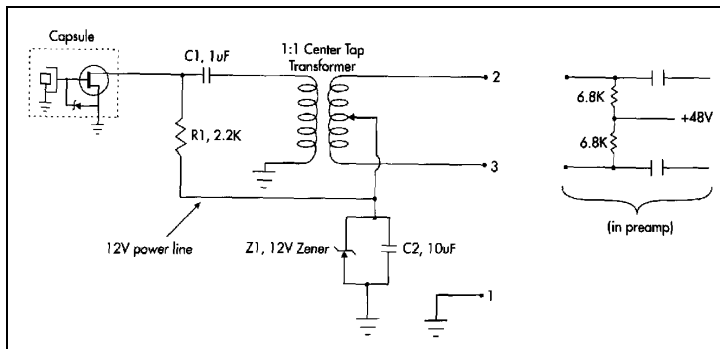 Capsule
C1, 1uF
1:1 Center Tap
Transformer
2
6.8K
+48V
R1, 2.2K
6.8K
3
(in preamp)
12V power line
Z1, 12V Zener
C2, 10uF
1